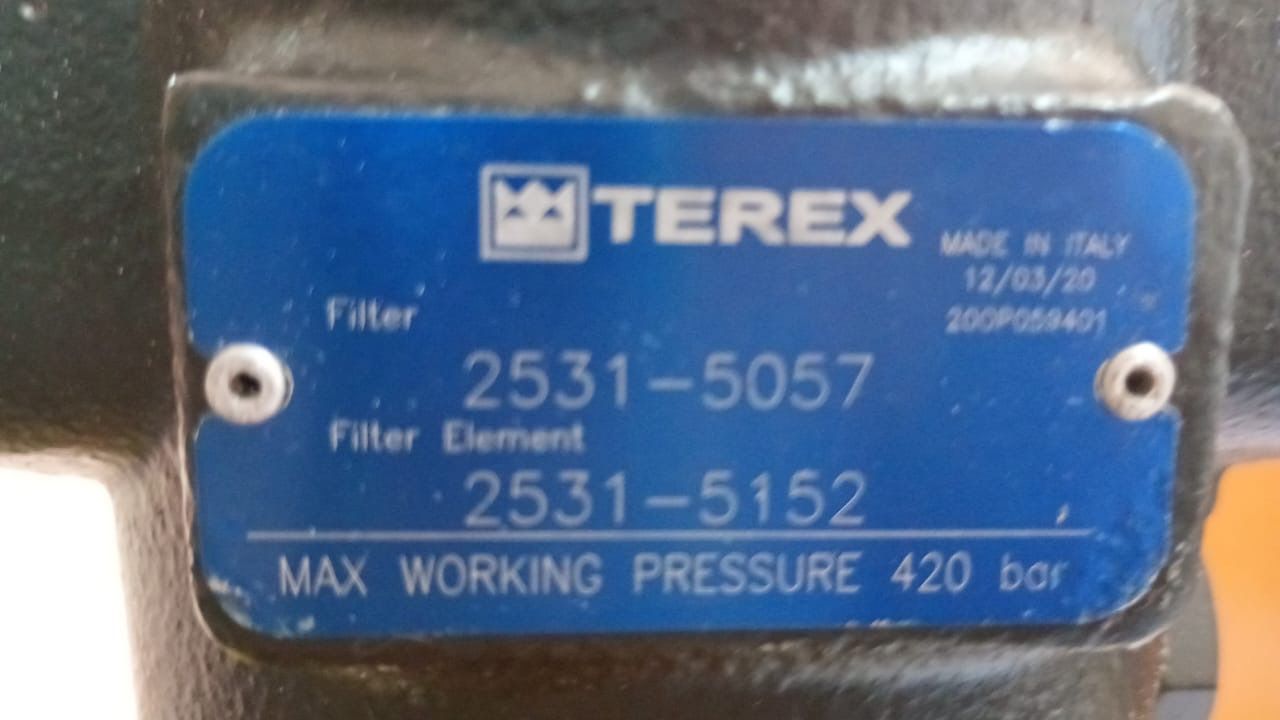 TEREX
MADE IN ITALY
12/03/20
200P059401
Filter
2531-5057
Filter Element
2531-5152
MAX WORKING PRESSURE 420 bar